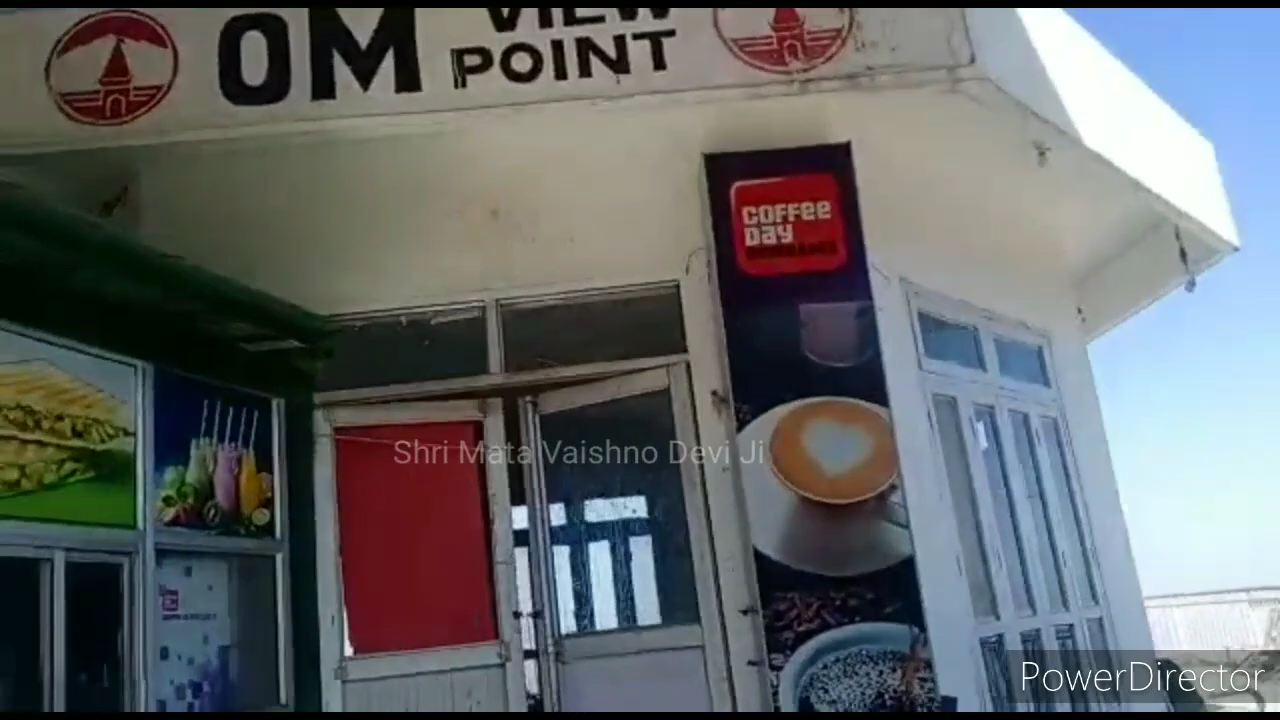 OM VIEW
POINT
COFFEE
DAY
Shri Mata Vaishno Devi Ji
PowerDirector